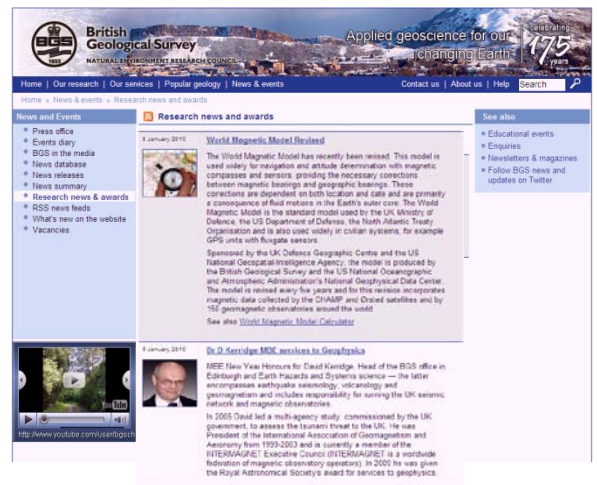 British
Geological Survey
NATURAL ENVIRONMENT RESEARCH COUNCIL
BGS
1835
Applied geoscience for our
changing Earth
celebrating
175
years
Home | Our research | Our services | Popular geology | News & events
Contact us | About us | Help
Search
Home » News & events » Research news and awards
News and Events
Press office
Events diary
BGS in the media
News database
News releases
News summary
Research news & awards
RSS news feeds
What's new on the website
Vacancies
YouTube
http://www.youtube.com/user/bgsch
Research news and awards
January 2010
World Magnetic Model Revised
The World Magnetic Model has recently been revised. This model is
used widely for navigation and attitude determination with magnetic
compasses and sensors, providing the necessary corrections
between magnetic bearings and geographic bearings. These
corrections are dependent on both location and date and are primarily
a consequence of fluid motions in the Earth's outer core. The World
Magnetic Model is the standard model used by the UK Ministry of
Defence, the US Department of Defense, the North Atlantic Treaty
Organisation and is also used widely in civilian systems, for example
GPS units with fluxgate sensors.
Sponsored by the UK Defence Geographic Centre and the US
National Geospatial-Intelligence Agency, the model is produced by
the British Geological Survey and the US National Oceanographic
and Atmospheric Administration's National Geophysical Data Center.
The model is revised every five years and for this revision incorporates
magnetic data collected by the CHAMP and Ørsted satellites and by
150 geomagnetic observatories around the world
See also World Magnetic Model Calculator
January 2010
Dr D Kerridge MBE services to Geophysics
MBE New Year Honours for David Kerridge, Head of the BGS office in
Edinburgh and Earth Hazards and Systems science — the latter
encompasses earthquake seismology, volcanology and
geomagnetism and includes responsibility for running the UK seismic
network and magnetic observatories.
In 2005 David led a multi-agency study, commissioned by the UK
government, to assess the tsunami threat to the UK. He was
President of the International Association of Geomagnetism and
Aeronomy from 1999-2003 and is currently a member of the
INTERMAGNET Executive Council (INTERMAGNET is a worldwide
federation of magnetic observatory operators). In 2009 he was given
the Royal Astronomical Society's award for services to geophysics.
See also
Educational events
Enquiries
Newsletters & magazines
Follow BGS news and
updates on Twitter